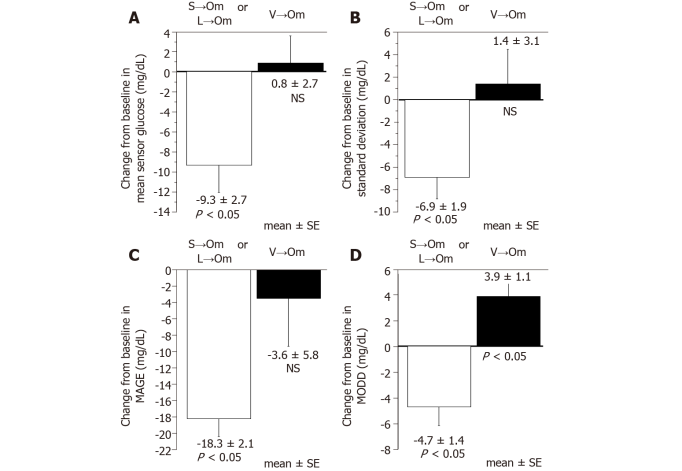 A
S→Om or
L→Om
V→Om
Change from baseline in
mean sensor glucose (mg/dL)
4
2
0
-2
-4
-6
-8
-10
-12
-14
0.8 ± 2.7
NS
-9.3 ± 2.7
P < 0.05
mean ± SE
B
S→Om or
L→Om
V→Om
Change from baseline in
standard deviation (mg/dL)
6
4
2
0
-2
-4
-6
-8
-10
1.4 ± 3.1
NS
-6.9 ± 1.9
P < 0.05
mean ± SE
C
S→Om or
L→Om
V→Om
Change from baseline in
MAGE (mg/dL)
0
-2
-4
-6
-8
-10
-12
-14
-16
-18
-20
-22
-3.6 ± 5.8
NS
-18.3 ± 2.1
P < 0.05
mean ± SE
D
S→Om or
L→Om
V→Om
Change from baseline in
MODD (mg/dL)
6
4
2
0
-2
-4
-6
-8
3.9 ± 1.1
P < 0.05
-4.7 ± 1.4
P < 0.05
mean ± SE